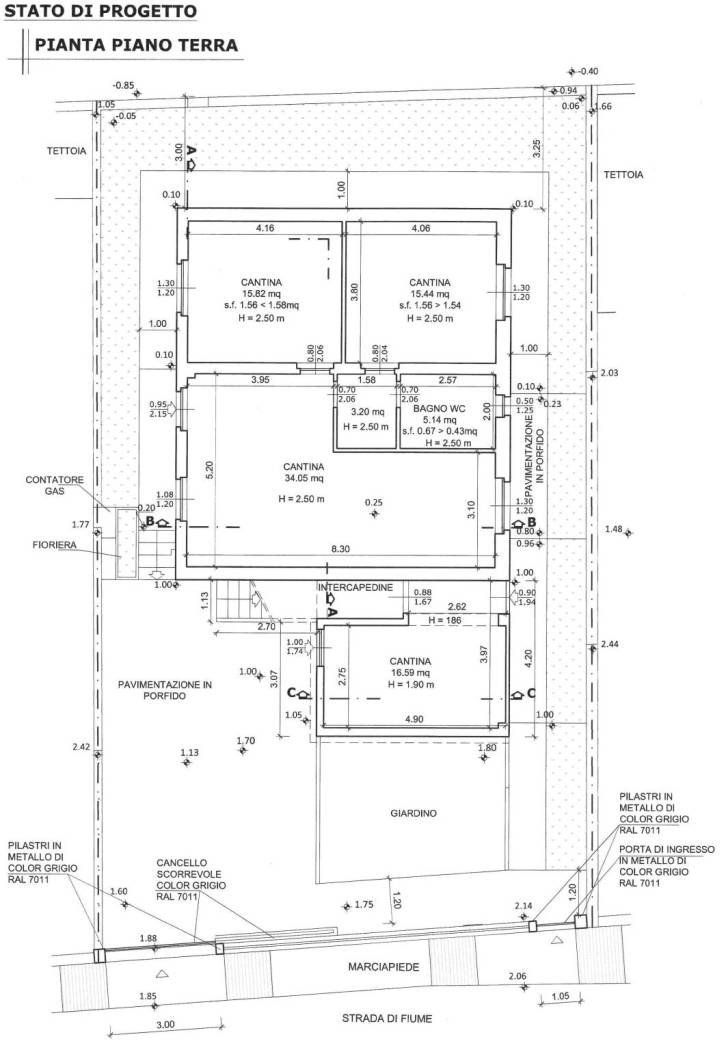 STATO DI PROGETTO
PIANTA PIANO TERRA
-0.85
-0.40
-0.94
1.05
0.06
1.66
-0.05
TETTOIA
A
3.00
3.25
TETTOIA
1.00
0.10
0.10
4.16
4.06
CANTINA
15.82 mq
s.f. 1.56 < 1.58mq
H = 2.50 m
3.80
CANTINA
15.44 mq
s.f. 1.56 > 1.54
H = 2.50 m
1.30
1.20
1.30
1.20
1.00
0.80
2.06
0.80
2.04
1.00
0.10
2.03
3.95
1.58
2.57
0.10
0.70
2.06
0.70
2.06
0.95
2.15
3.20 mq
H = 2.50 m
BAGNO WC
5.14 mq
s.f. 0.67 > 0.43mq
H = 2.50 m
2.00
0.50
1.25
0.23
PAVIMENTAZIONE
IN PORFIDO
5.20
CANTINA
34.05 mq
H = 2.50 m
0.25
3.10
CONTATORE
GAS
1.08
1.20
1.30
1.20
0.20
B
B
1.77
0.80
1.48
FIORIERA
0.96
8.30
1.00
1.00
INTERCAPEDINE
1.13
A
0.88
1.67
0.90
1.94
2.62
2.70
H = 186
1.00
1.74
2.44
PAVIMENTAZIONE IN
PORFIDO
1.00
3.07
2.75
CANTINA
16.59 mq
H = 1.90 m
3.97
4.20
C
C
1.05
4.90
1.00
2.42
1.13
1.70
1.80
GIARDINO
PILASTRI IN
METALLO DI
COLOR GRIGIO
RAL 7011
PORTA DI INGRESSO
IN METALLO DI
COLOR GRIGIO
RAL 7011
PILASTRI IN
METALLO DI
COLOR GRIGIO
RAL 7011
CANCELLO
SCORREVOLE
COLOR GRIGIO
RAL 7011
1.60
1.20
1.75
2.14
1.20
1.88
MARCIAPIEDE
2.06
1.85
1.05
3.00
STRADA DI FIUME